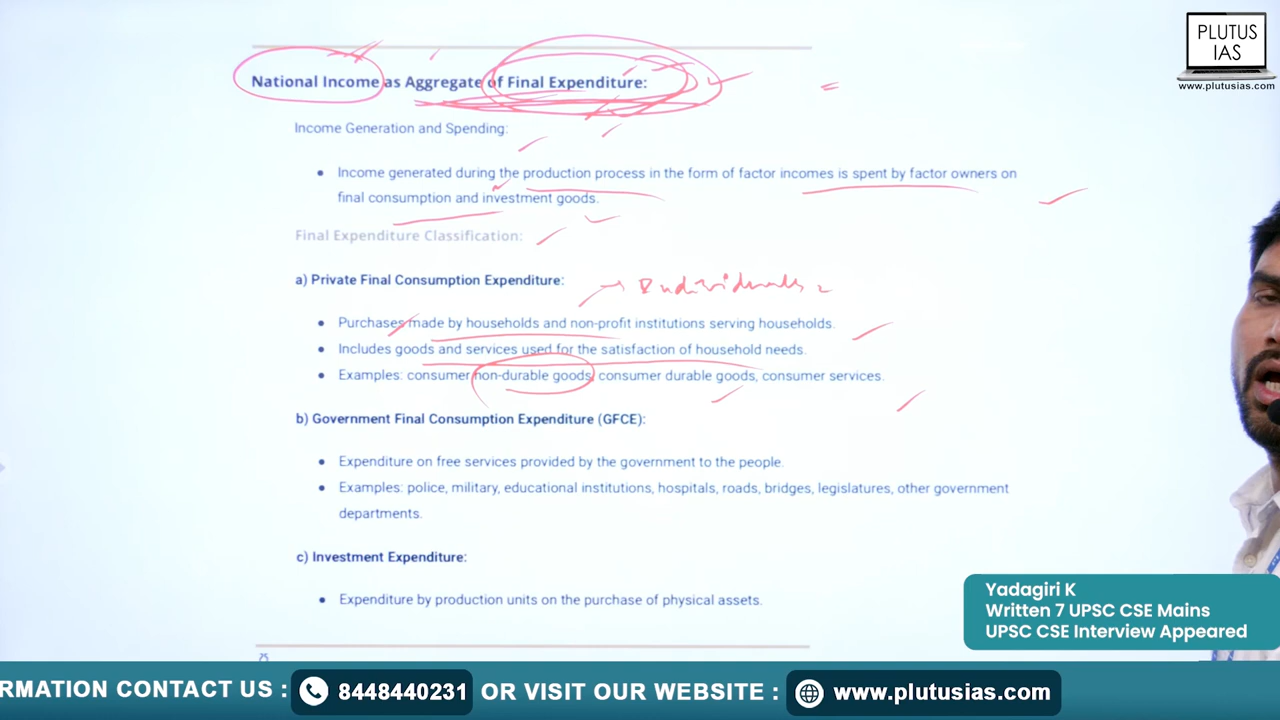 PLUTUS
IAS
www.plutusias.com
National Income as Aggregate of Final Expenditure:
Income Generation and Spending:
• Income generated during the production process in the form of factor incomes is spent by factor owners on
final consumption and investment goods.
Final Expenditure Classification:
a) Private Final Consumption Expenditure:
Individuals
• Purchases made by households and non-profit institutions serving households.
• Includes goods and services used for the satisfaction of household needs.
• Examples: consumer non-durable goods, consumer durable goods, consumer services.
b) Government Final Consumption Expenditure (GFCE):
• Expenditure on free services provided by the government to the people.
• Examples: police, military, educational institutions, hospitals, roads, bridges, legislatures, other government
departments.
c) Investment Expenditure:
• Expenditure by production units on the purchase of physical assets.
Yadagiri K
Written 7 UPSC CSE Mains
UPSC CSE Interview Appeared
RMATION CONTACT US : 8448440231 OR VISIT OUR WEBSITE : www.plutusias.com